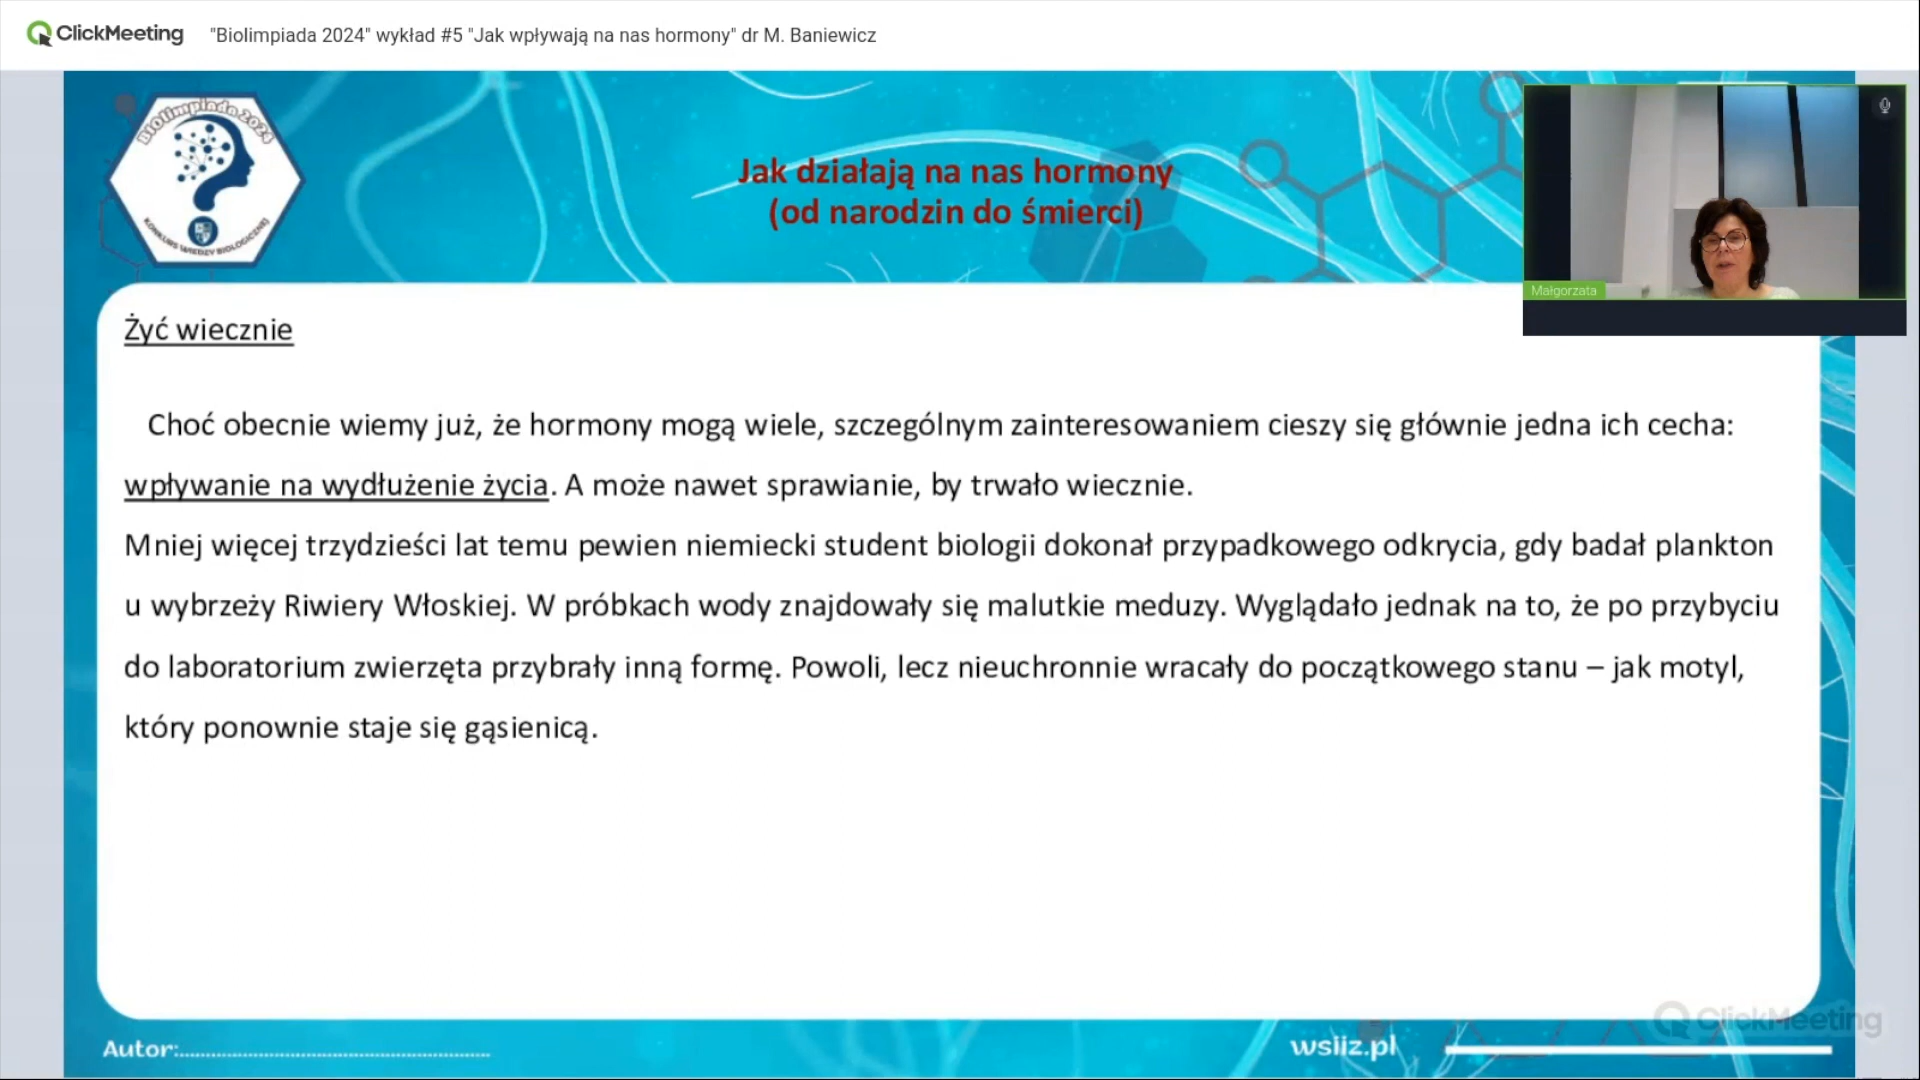 ClickMeeting "Biolimpiada 2024" wykład #5 "Jak wpływają na nas hormony" dr M. Baniewicz
Biolimpiada 2024
KONKURS WIEDZY BIOLOGICZNEJ
Jak działają na nas hormony
(od narodzin do śmierci)
Małgorzata
Żyć wiecznie
Choć obecnie wiemy już, że hormony mogą wiele, szczególnym zainteresowaniem cieszy się głównie jedna ich cecha:
wpływanie na wydłużenie życia. A może nawet sprawianie, by trwało wiecznie.
Mniej więcej trzydzieści lat temu pewien niemiecki student biologii dokonał przypadkowego odkrycia, gdy badał plankton
u wybrzeży Riwiery Włoskiej. W próbkach wody znajdowały się malutkie meduzy. Wyglądało jednak na to, że po przybyciu
do laboratorium zwierzęta przybrały inną formę. Powoli, lecz nieuchronnie wracały do początkowego stanu – jak motyl,
który ponownie staje się gąsienicą.
ClickMeeting
Autor:....................................................
wsiiz.pl